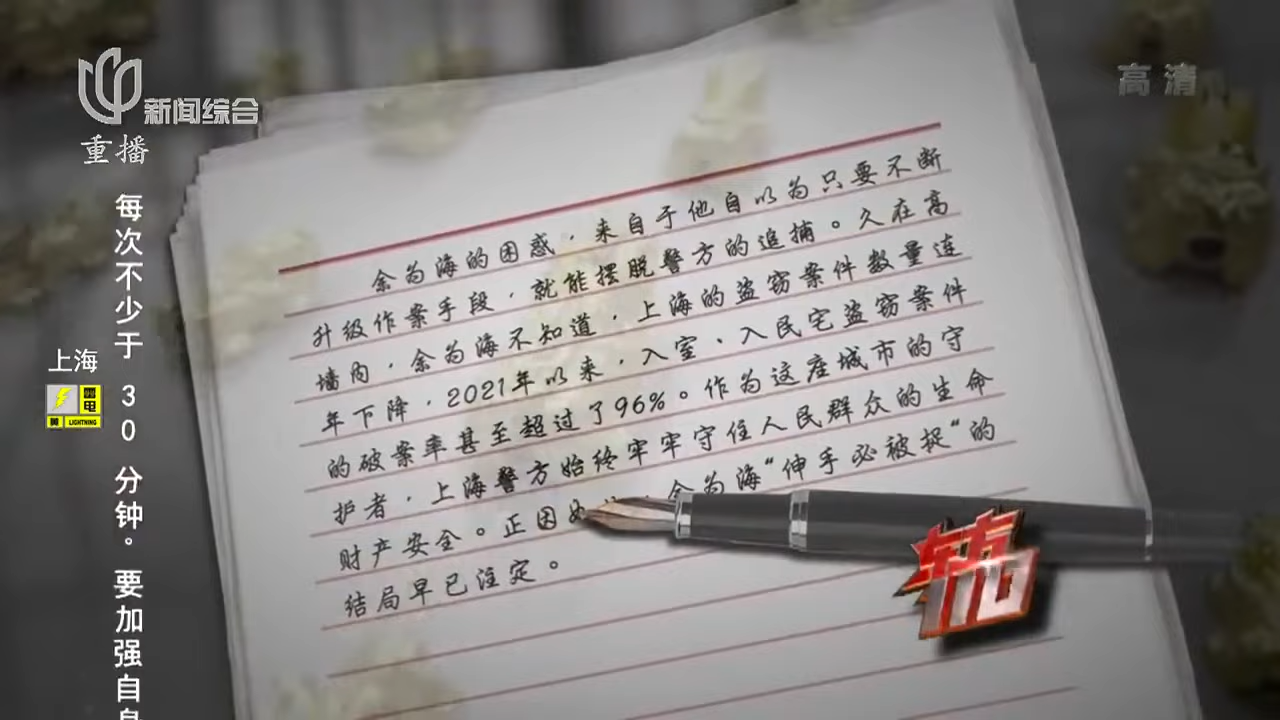 新闻综合
重播
高清
上海
雷电
黄 LIGHTNING
每次不少于30分钟。要加强自
余为海的困惑,来自于他自以为只要不断
升级作案手段,就能摆脱警方的追捕。久在高
墙内,余为海不知道,上海的盗窃案件数量连
年下降,2021年以来,入室、入民宅盗窃案件
的破案率甚至超过了96%。作为这座城市的守
护者,上海警方始终牢牢守住人民群众的生命
财产安全。正因 余为海“伸手必被捉”的
结局早已注定。